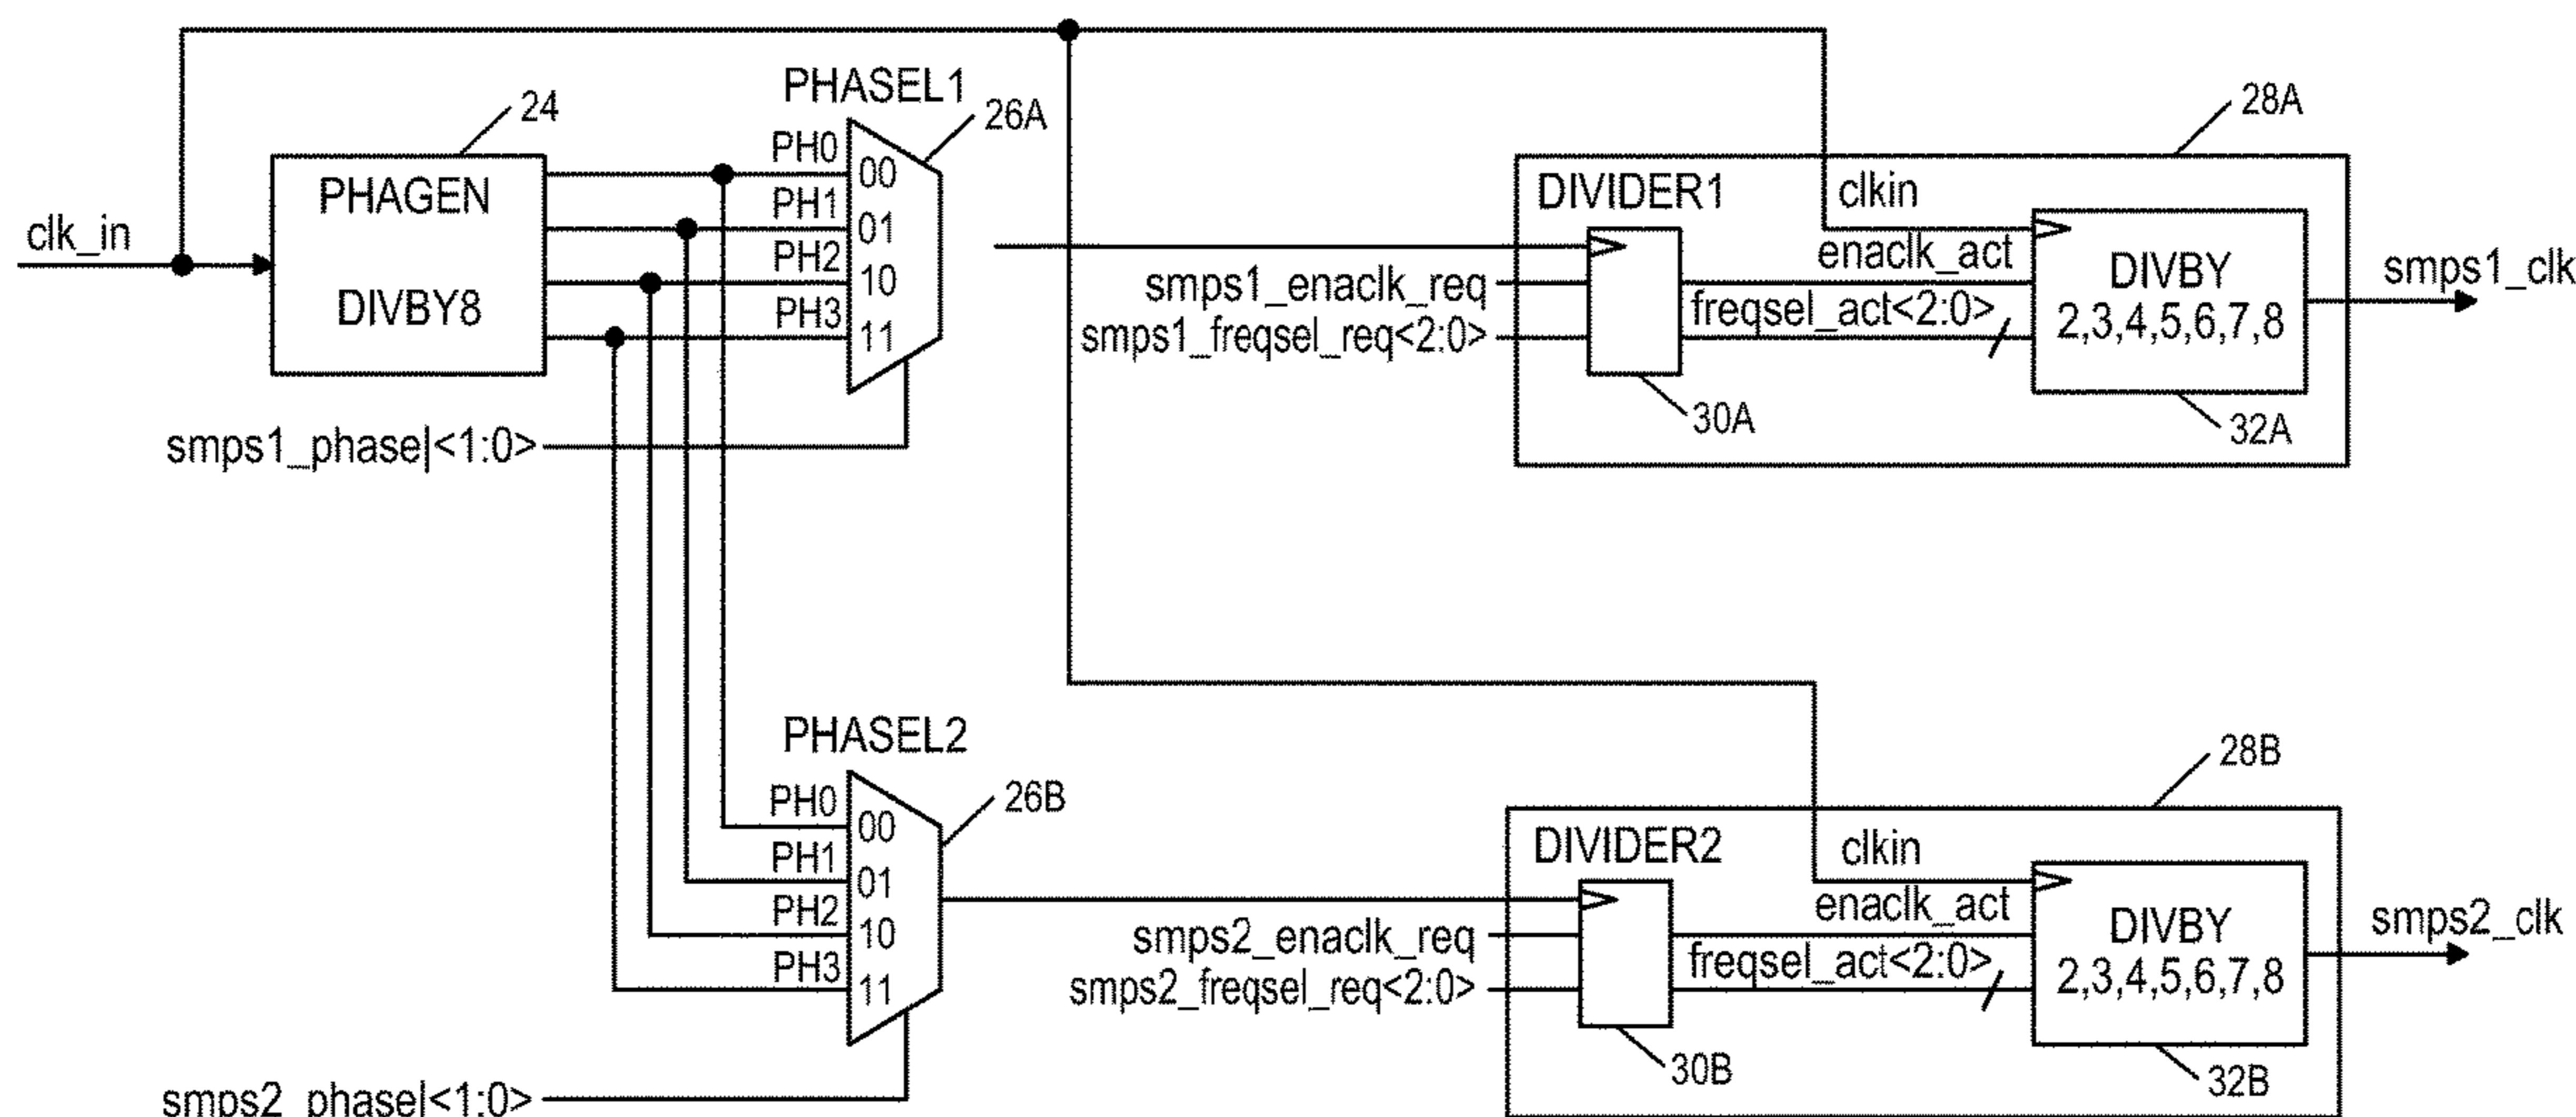 PHASEL1
24
26A
28A
PHAGEN
DIVBY8
clk_in
PH0
PH1
PH2
PH3
00
01
10
11
DIVIDER1
clkin
enaclk_act
freqsel_act<2:0>
smps1_enaclk_req
smps1_freqsel_req<2:0>
DIVBY
2,3,4,5,6,7,8
smps1_clk
30A
32A
smps1_phasel<1:0>
PHASEL2
26B
28B
PH0
PH1
PH2
PH3
00
01
10
11
DIVIDER2
clkin
enaclk_act
freqsel_act<2:0>
smps2_enaclk_req
smps2_freqsel_req<2:0>
DIVBY
2,3,4,5,6,7,8
smps2_clk
30B
32B
smps2_phasel<1:0>